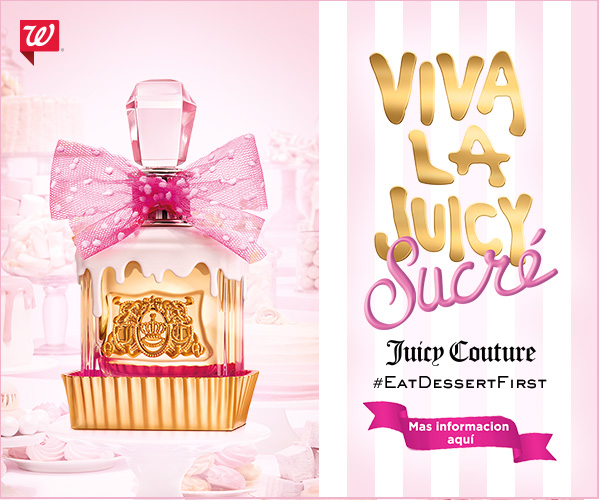 W
VIVA
LA
JUICY
Sucré
Juicy Couture
#EATDESSERTFIRST
Mas informacion
aquí